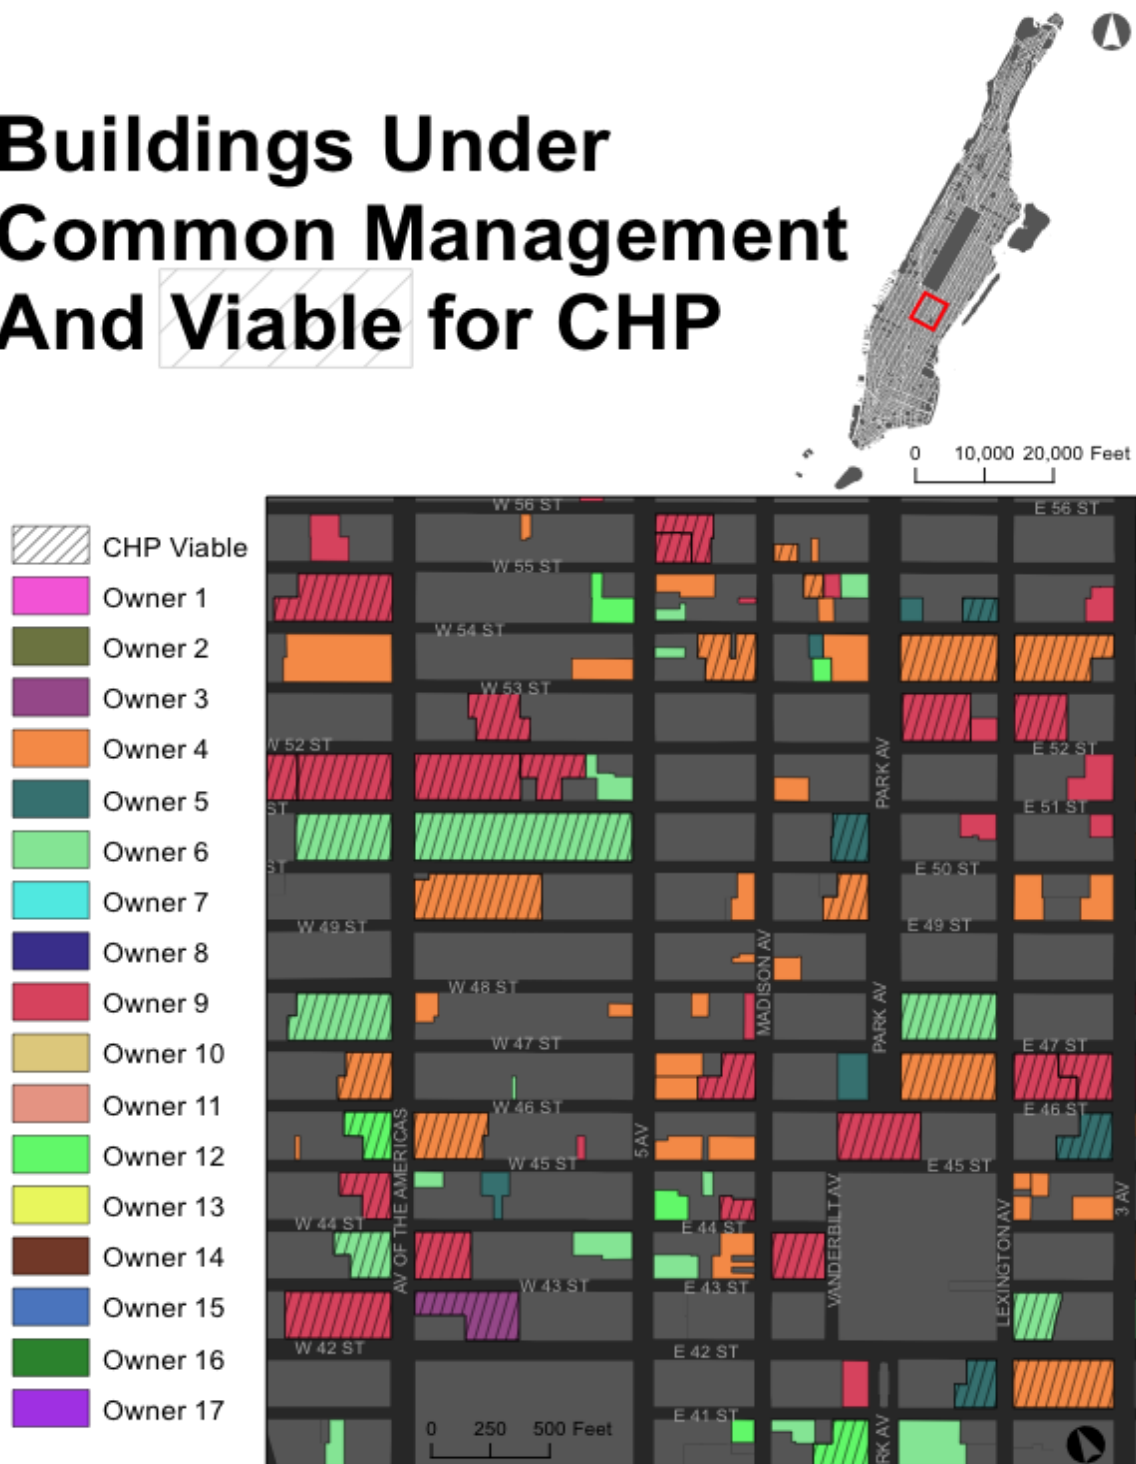 Buildings Under
Common Management
And Viable for CHP
0 10,000 20,000 Feet
CHP Viable
Owner 1
Owner 2
Owner 3
Owner 4
Owner 5
Owner 6
Owner 7
Owner 8
Owner 9
Owner 10
Owner 11
Owner 12
Owner 13
Owner 14
Owner 15
Owner 16
Owner 17
W 56 ST
E 56 ST
W 55 ST
W 54 ST
W 53 ST
W 52 ST
E 52 ST
PARK AV
ST
E 51 ST
ST
E 50 ST
W 49 ST
E 49 ST
MADISON AV
W 48 ST
PARK AV
W 47 ST
E 47 ST
W 46 ST
E 46 ST
AV OF THE AMERICAS
5 AV
W 45 ST
E 45 ST
VANDERBILT AV
LEXINGTON AV
3 AV
W 44 ST
E 44 ST
W 43 ST
E 43 ST
W 42 ST
E 42 ST
E 41 ST
RK AV
0 250 500 Feet